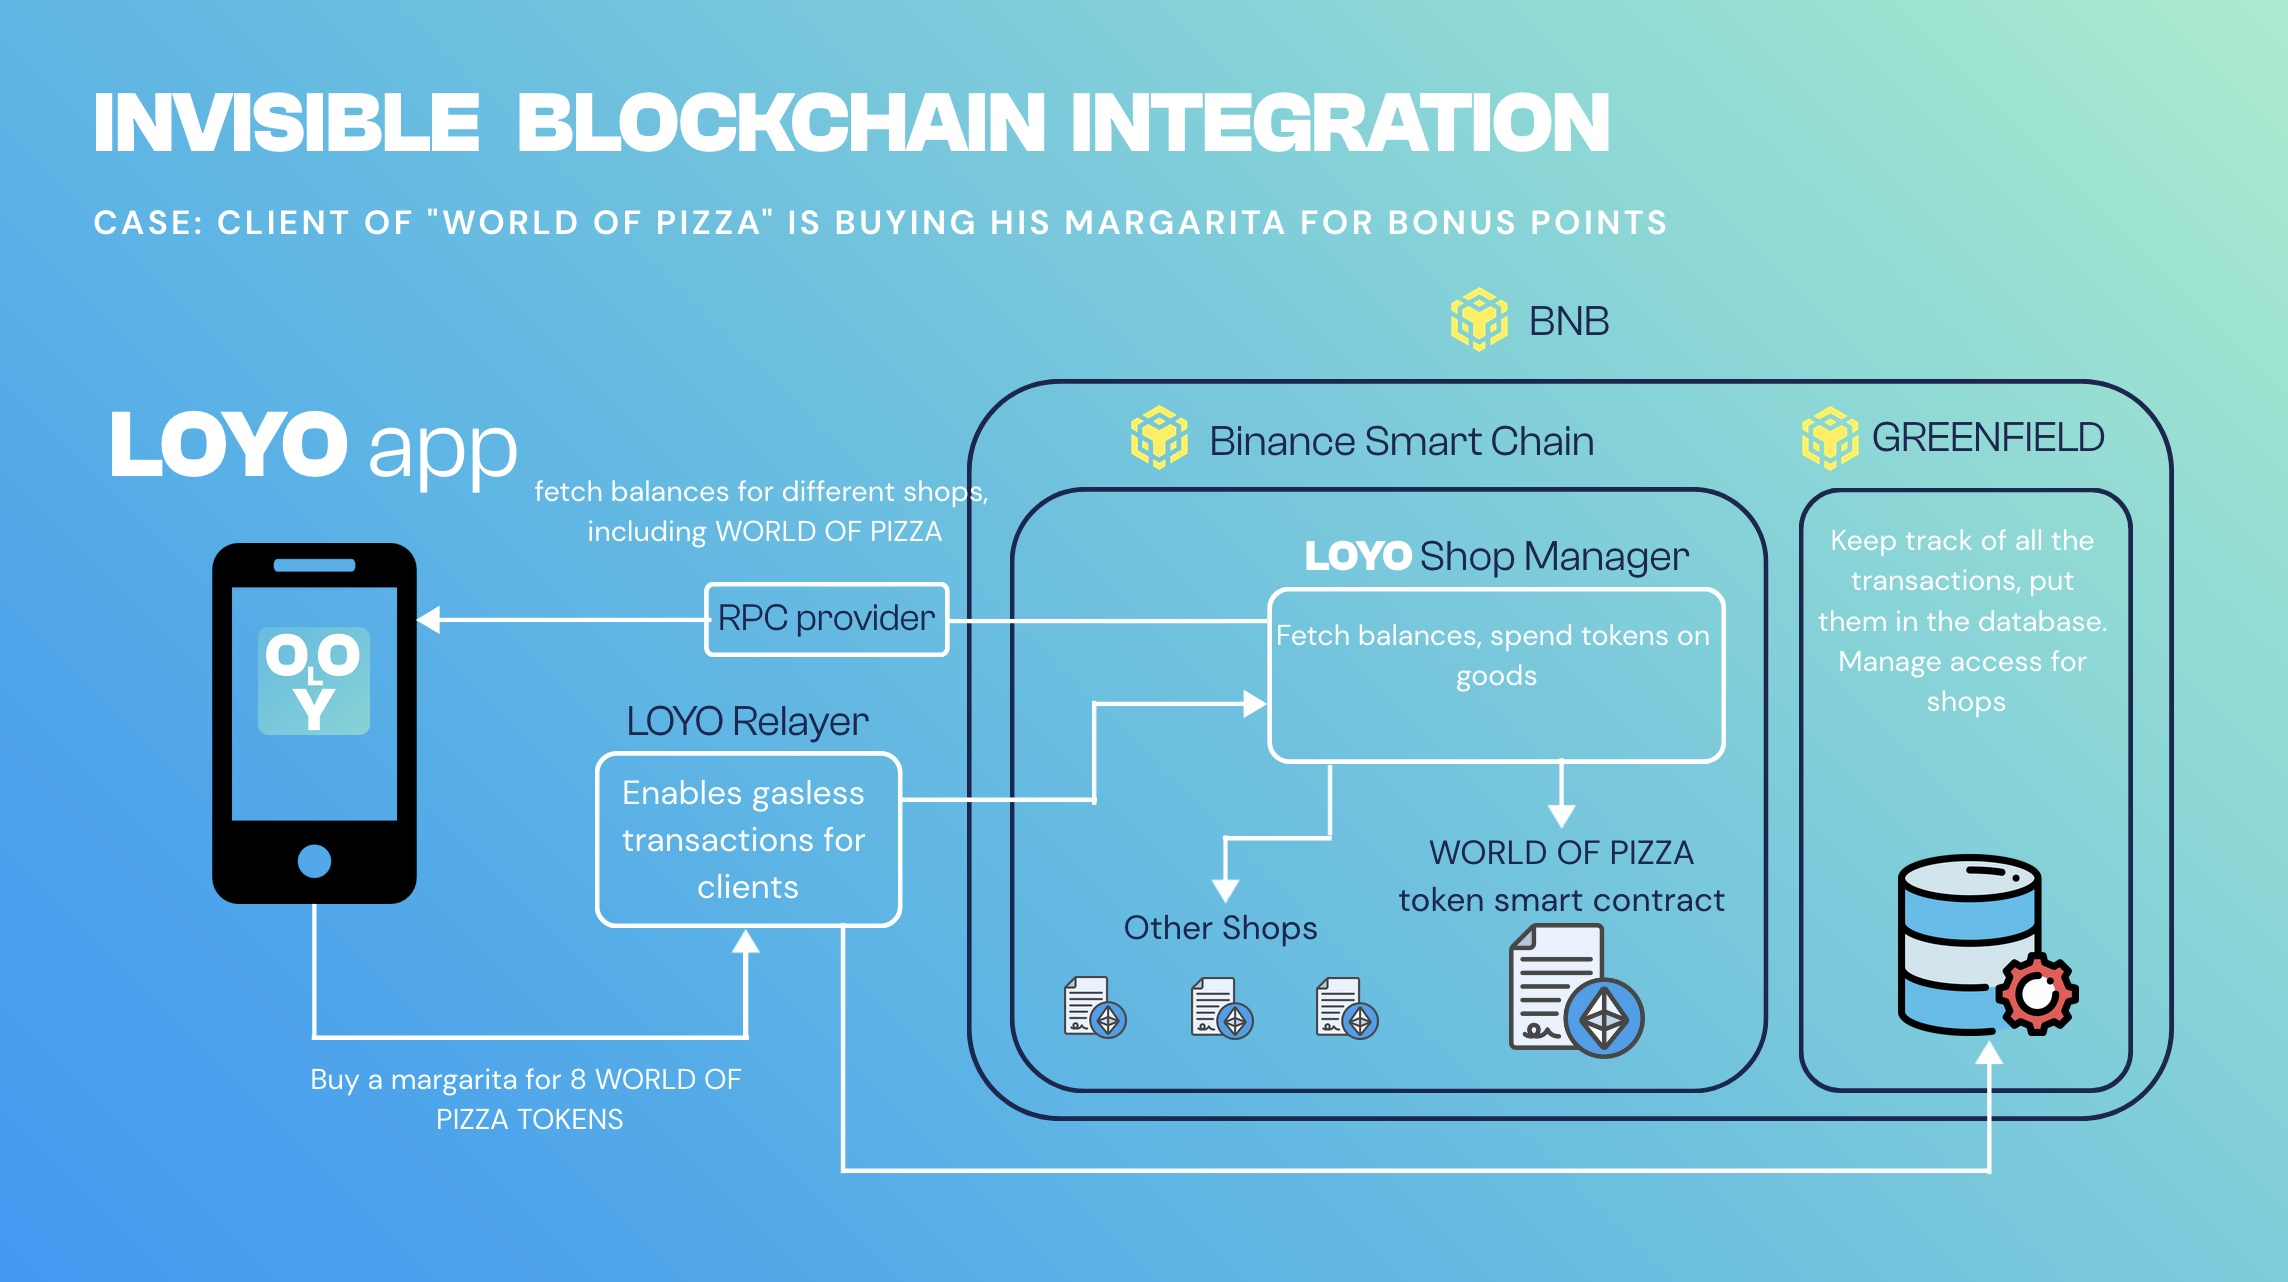 INVISIBLE BLOCKCHAIN INTEGRATION
CASE: CLIENT OF "WORLD OF PIZZA" IS BUYING HIS MARGARITA FOR BONUS POINTS
BNB
LOYO app
Binance Smart Chain
GREENFIELD
fetch balances for different shops,
including WORLD OF PIZZA
RPC provider
LOYO Shop Manager
Fetch balances, spend tokens on
goods
Keep track of all the
transactions, put
them in the database.
Manage access for
shops
O L O
Y
LOYO Relayer
Enables gasless
transactions for
clients
WORLD OF PIZZA
token smart contract
Other Shops
Buy a margarita for 8 WORLD OF
PIZZA TOKENS